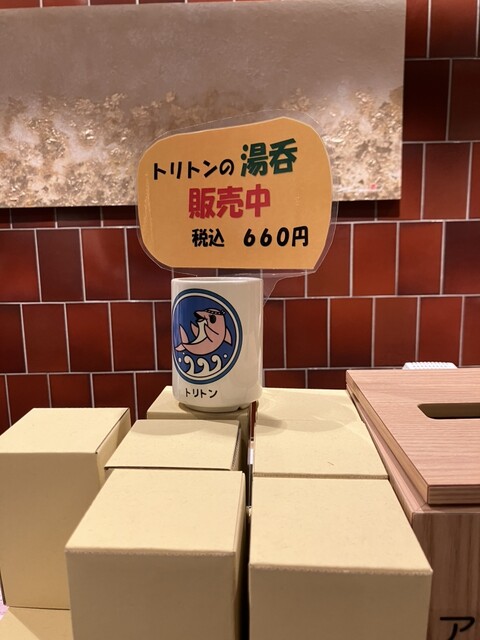 トリトンの湯呑
販売中
税込 660円
トリトン
ア